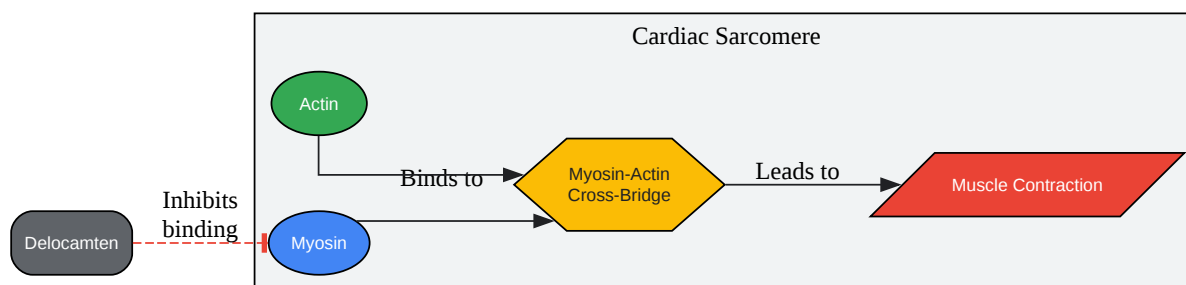 Cardiac Sarcomere
Actin
Binds to
Myosin-Actin
Cross-Bridge
Leads to
Muscle Contraction
Inhibits
binding
Delocamten
Myosin